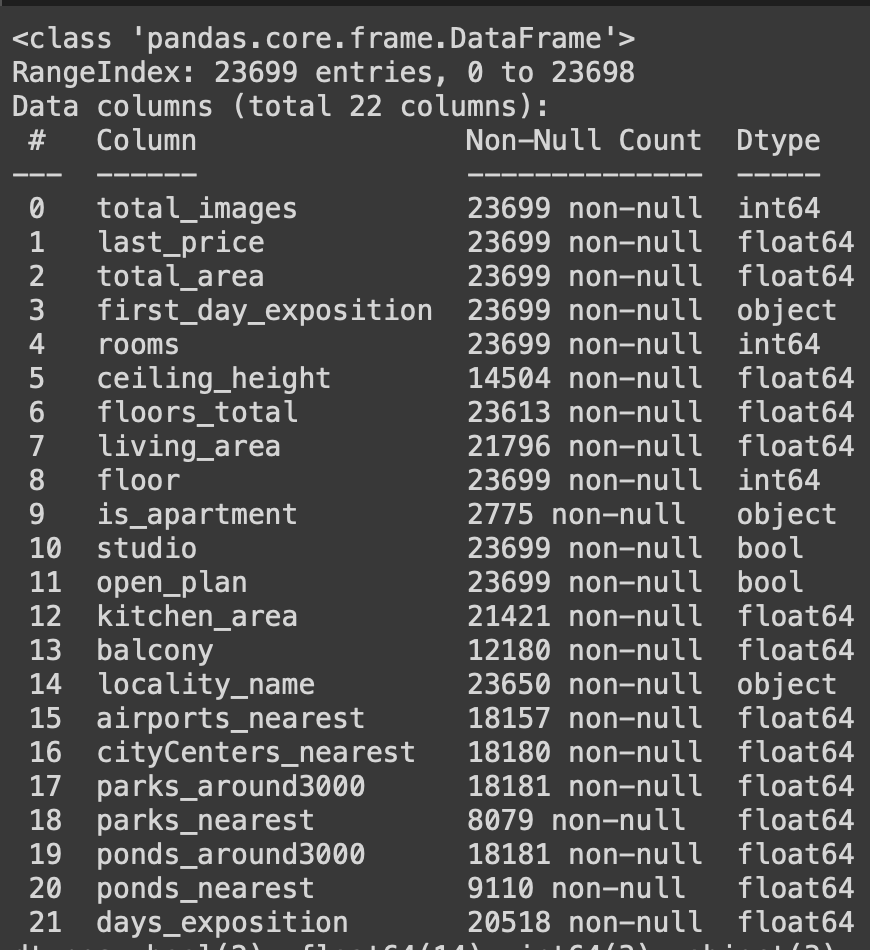 <class 'pandas.core.frame.DataFrame'>
RangeIndex: 23699 entries, 0 to 23698
Data columns (total 22 columns):
 #   Column                Non-Null Count  Dtype
---  ------                --------------  -----
 0   total_images          23699 non-null  int64
 1   last_price            23699 non-null  float64
 2   total_area            23699 non-null  float64
 3   first_day_exposition  23699 non-null  object
 4   rooms                 23699 non-null  int64
 5   ceiling_height        14504 non-null  float64
 6   floors_total          23613 non-null  float64
 7   living_area           21796 non-null  float64
 8   floor                 23699 non-null  int64
 9   is_apartment          2775 non-null   object
 10  studio                23699 non-null  bool
 11  open_plan             23699 non-null  bool
 12  kitchen_area          21421 non-null  float64
 13  balcony               12180 non-null  float64
 14  locality_name         23650 non-null  object
 15  airports_nearest      18157 non-null  float64
 16  cityCenters_nearest   18180 non-null  float64
 17  parks_around3000      18181 non-null  float64
 18  parks_nearest         8079 non-null   float64
 19  ponds_around3000      18181 non-null  float64
 20  ponds_nearest         9110 non-null   float64
 21  days_exposition       20518 non-null  float64